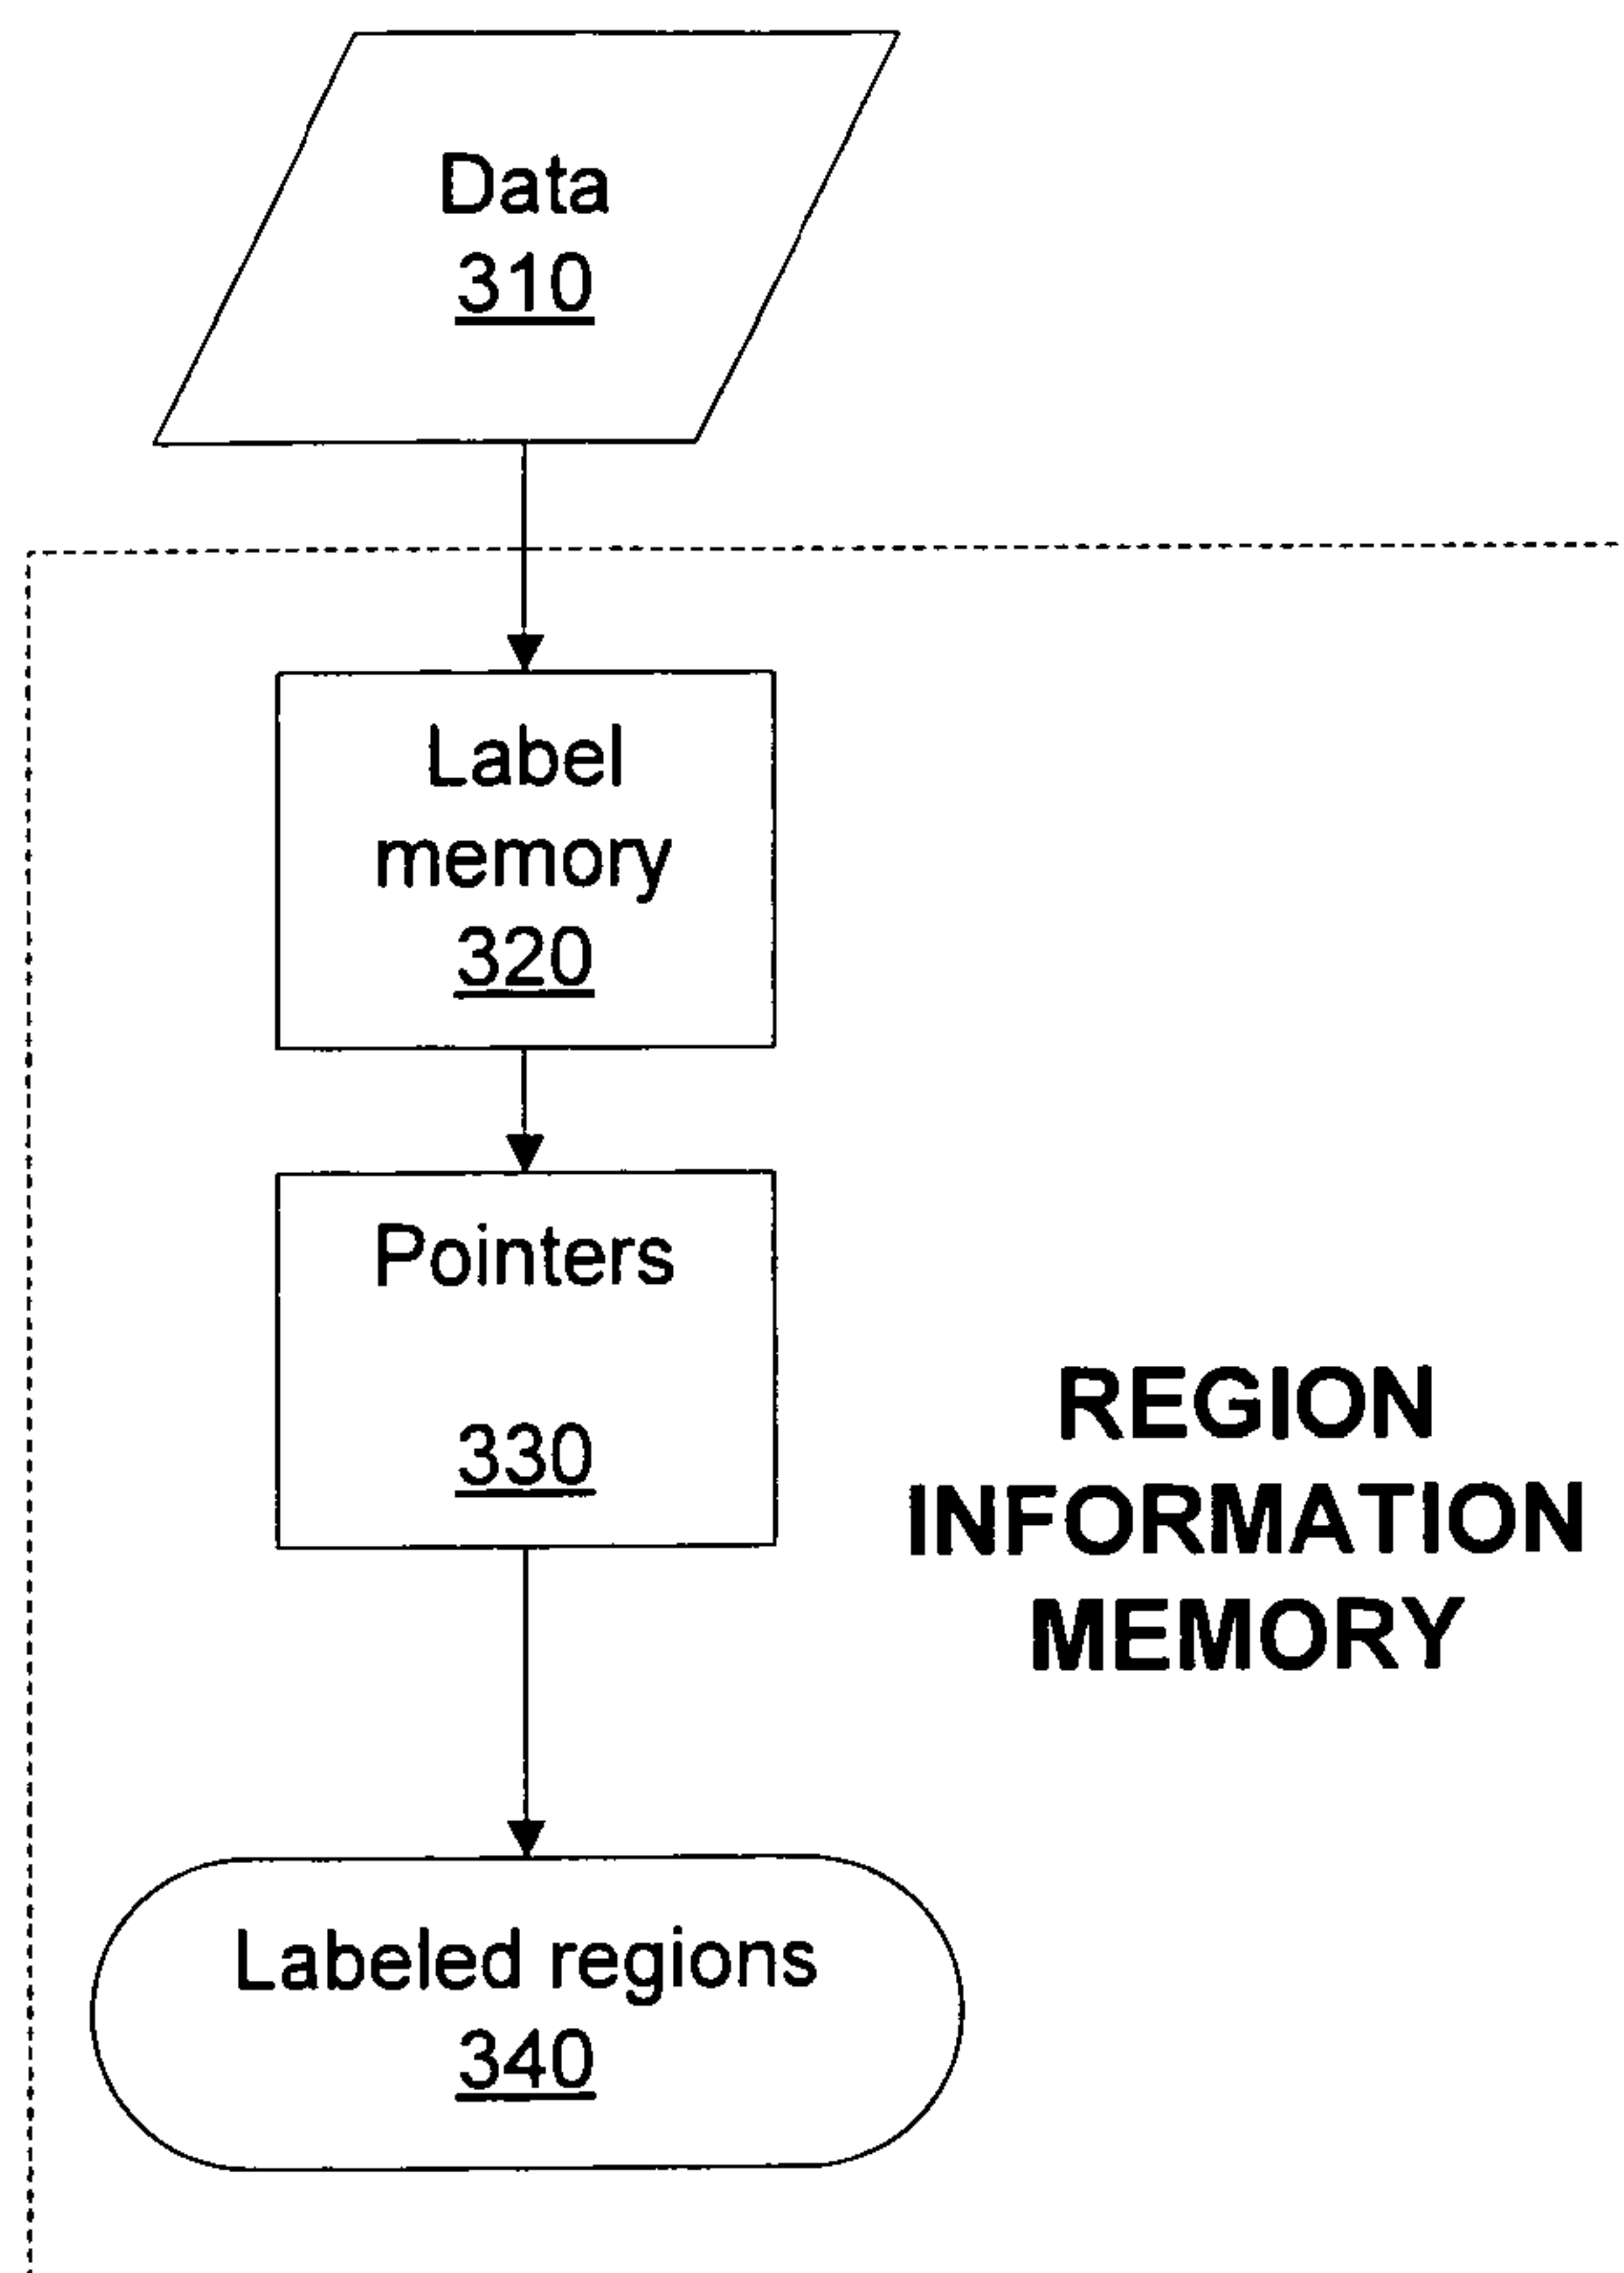 Data
310
Label
memory
320
Pointers
330
REGION
INFORMATION
MEMORY
Labeled regions
340